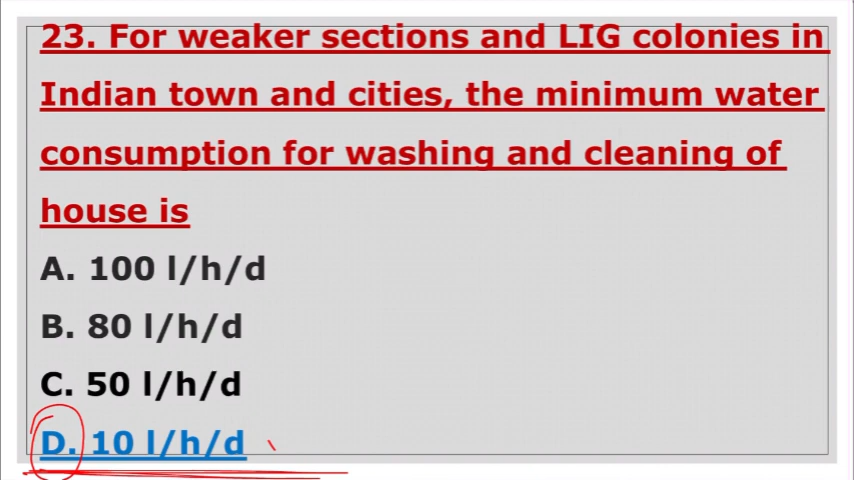 23. For weaker sections and LIG colonies in
Indian town and cities, the minimum water
consumption for washing and cleaning of
house is
A. 100 l/h/d
B. 80 l/h/d
C. 50 l/h/d
D. 10 l/h/d